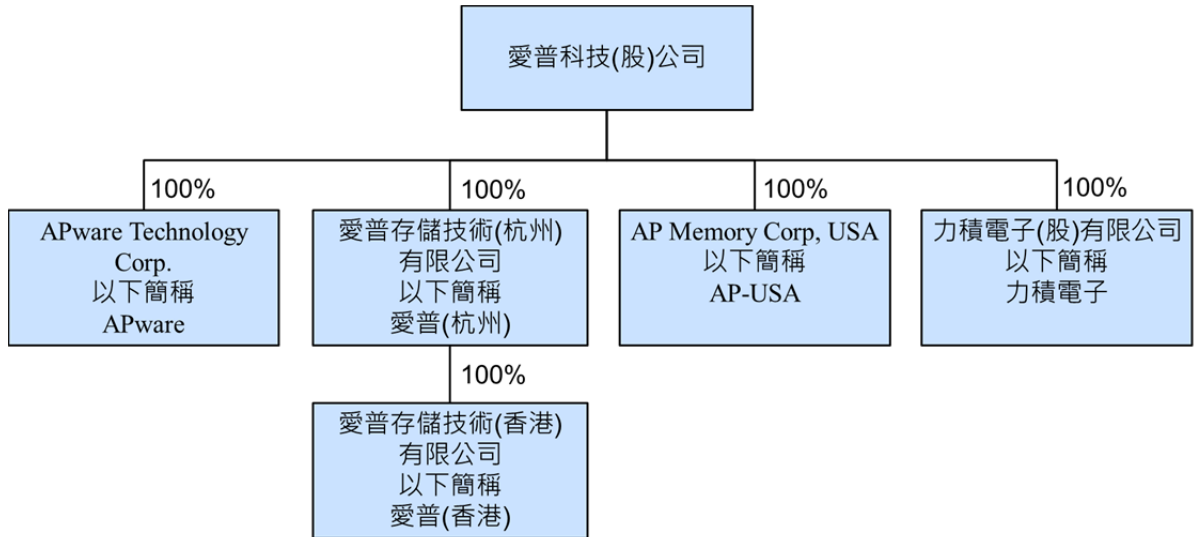 愛普科技(股)公司
100%
100%
100%
100%
APware Technology
Corp.
以下簡稱
APware
愛普存儲技術(杭州)
有限公司
以下簡稱
愛普(杭州)
AP Memory Corp, USA
以下簡稱
AP-USA
力積電子(股)有限公司
以下簡稱
力積電子
100%
愛普存儲技術(香港)
有限公司
以下簡稱
愛普(香港)